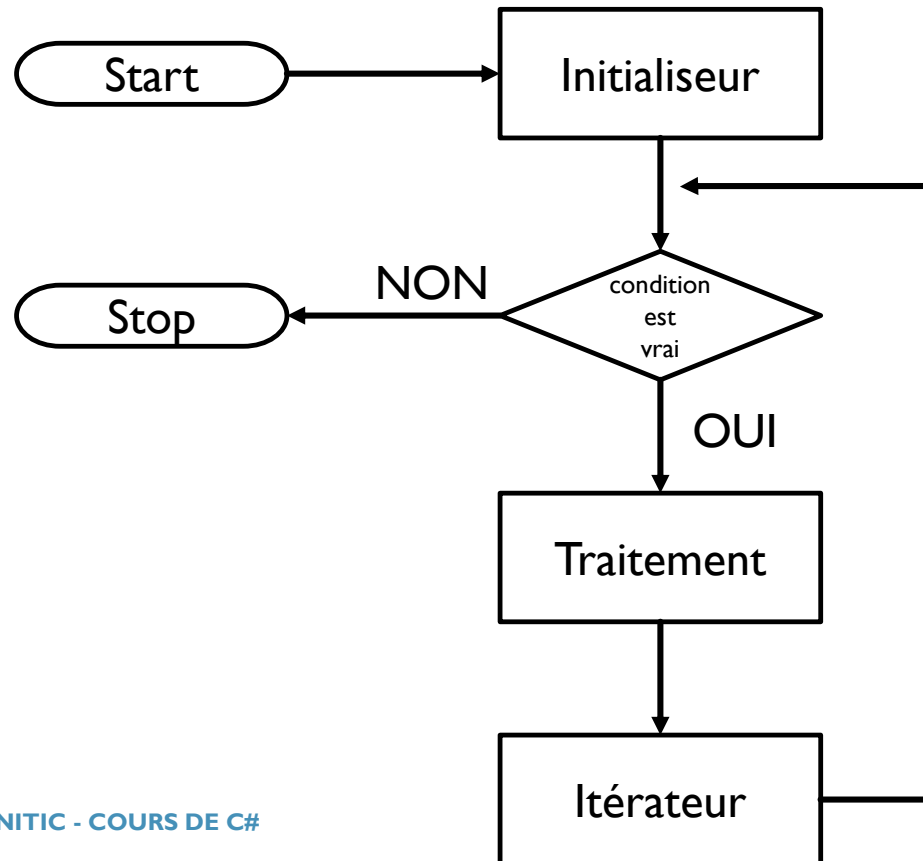 Start
Initialiseur
NON
condition
est
vrai
Stop
OUI
Traitement
Itérateur
NITIC - COURS DE C#